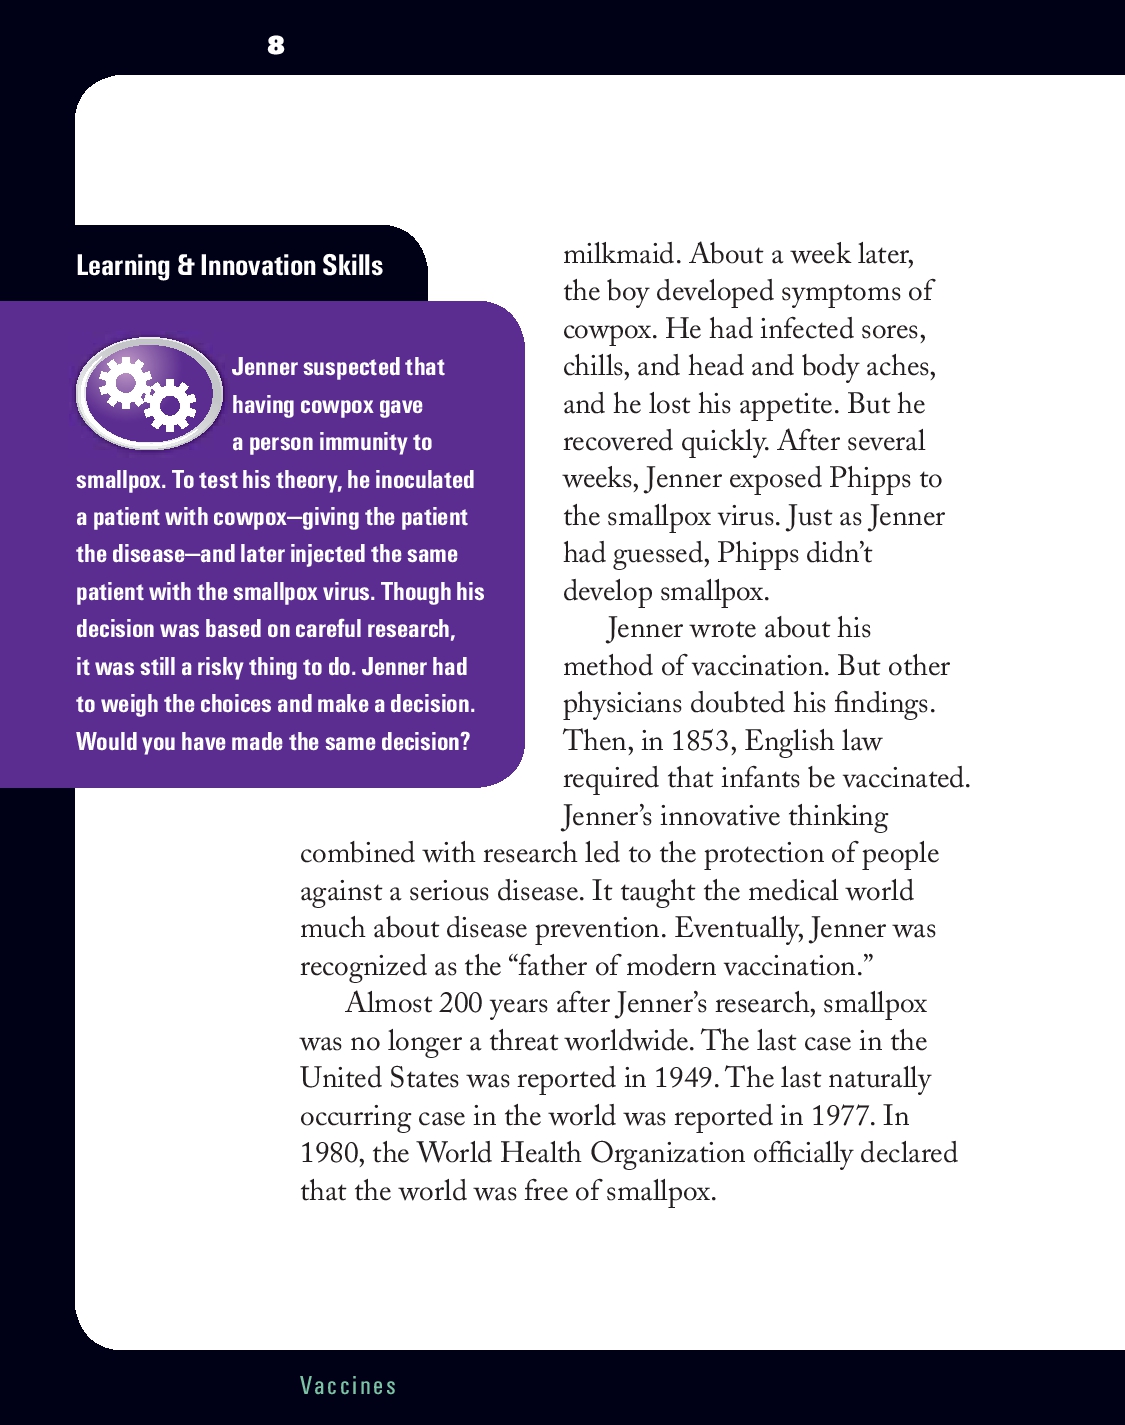 8
Learning & Innovation Skills
Jenner suspected that
having cowpox gave
a person immunity to
smallpox. To test his theory, he inoculated
a patient with cowpox—giving the patient
the disease—and later injected the same
patient with the smallpox virus. Though his
decision was based on careful research,
it was still a risky thing to do. Jenner had
to weigh the choices and make a decision.
Would you have made the same decision?
milkmaid. About a week later,
the boy developed symptoms of
cowpox. He had infected sores,
chills, and head and body aches,
and he lost his appetite. But he
recovered quickly. After several
weeks, Jenner exposed Phipps to
the smallpox virus. Just as Jenner
had guessed, Phipps didn’t
develop smallpox.
Jenner wrote about his
method of vaccination. But other
physicians doubted his findings.
Then, in 1853, English law
required that infants be vaccinated.
Jenner’s innovative thinking
combined with research led to the protection of people
against a serious disease. It taught the medical world
much about disease prevention. Eventually, Jenner was
recognized as the “father of modern vaccination.”
Almost 200 years after Jenner’s research, smallpox
was no longer a threat worldwide. The last case in the
United States was reported in 1949. The last naturally
occurring case in the world was reported in 1977. In
1980, the World Health Organization officially declared
that the world was free of smallpox.
Vaccines